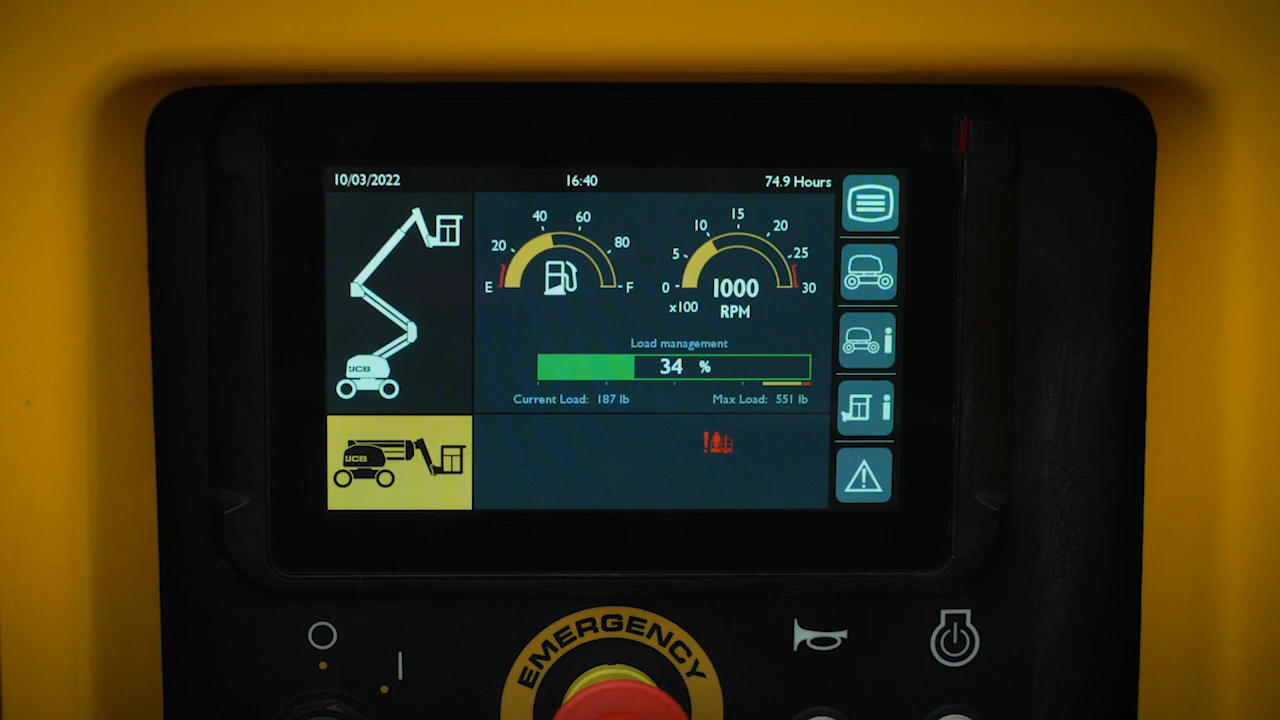 10/03/2022 16:40 74.9 Hours
40 60
20 80
E F
15
10 20
5 25
0 30
1000
x100 RPM
JCB
Load management
34 %
Current Load: 187 lb Max Load: 551 lb
JCB
EMERGENCY